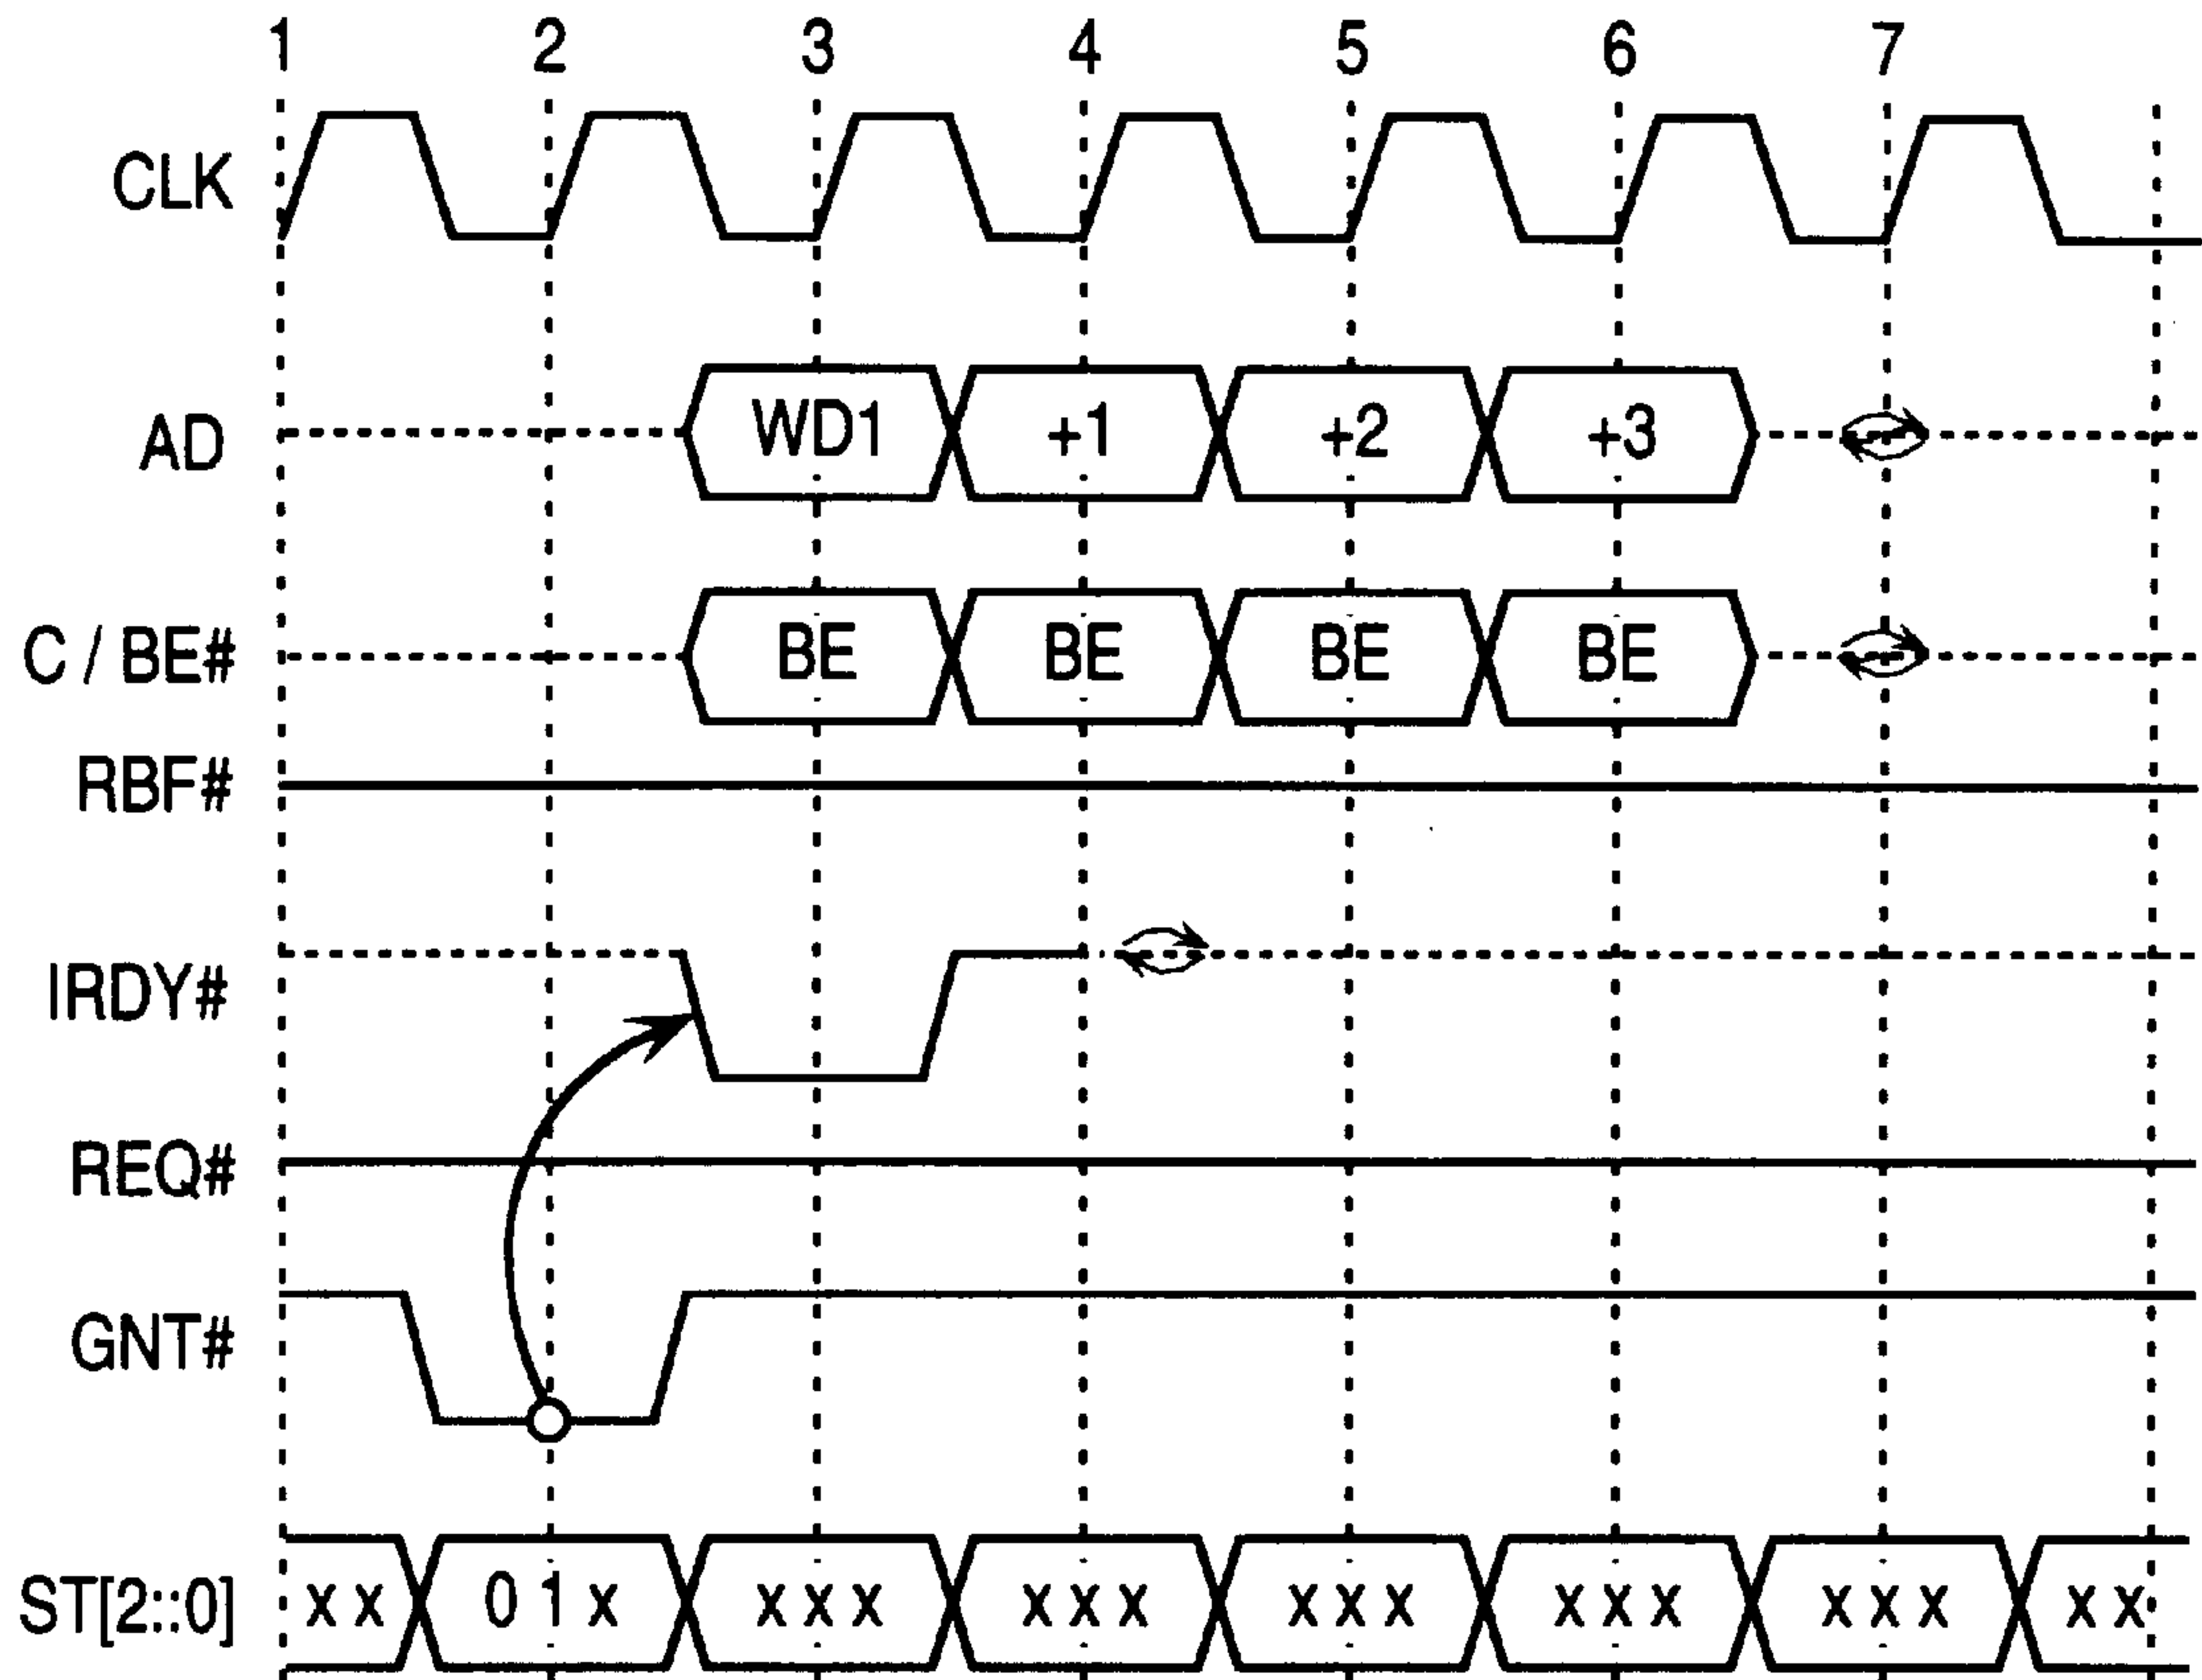 1 2 3 4 5 6 7
CLK
AD WD1 +1 +2 +3
C / BE# BE BE BE BE
RBF#
IRDY#
REQ#
GNT#
ST[2::0] x x 0 1 x x x x x x x x x x x x x x x x x x